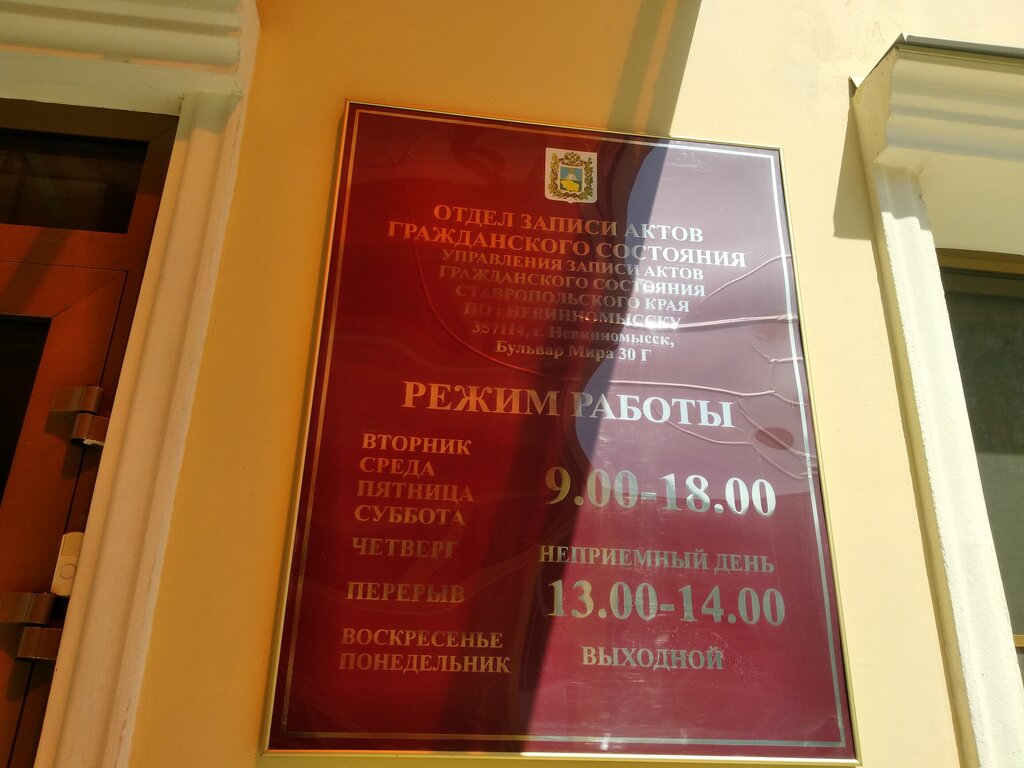 ОТДЕЛ ЗАПИСИ АКТОВ
ГРАЖДАНСКОГО СОСТОЯНИЯ
УПРАВЛЕНИЯ ЗАПИСИ АКТОВ
ГРАЖДАНСКОГО СОСТОЯНИЯ
СТАВРОПОЛЬСКОГО КРАЯ
ПО г.НЕВИННОМЫССКУ
357114, г. Невинномысск,
Бульвар Мира 30 Г
РЕЖИМ РАБОТЫ
ВТОРНИК
СРЕДА
ПЯТНИЦА
СУББОТА
9.00-18.00
ЧЕТВЕРГ НЕПРИЕМНЫЙ ДЕНЬ
ПЕРЕРЫВ 13.00-14.00
ВОСКРЕСЕНЬЕ
ПОНЕДЕЛЬНИК
ВЫХОДНОЙ